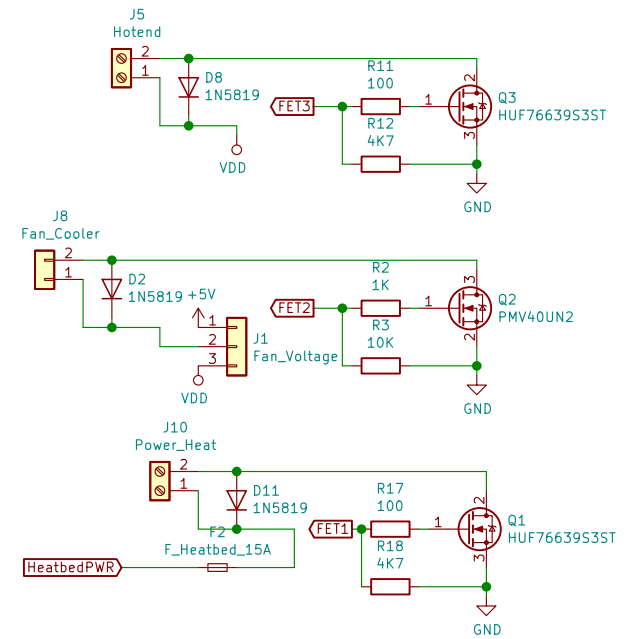 J5
Hotend
2
1
D8
1N5819
VDD
FET3
R11
100
R12
4K7
1
2
3
Q3
HUF76639S3ST
GND
J8
Fan_Cooler
2
1
D2
1N5819
+5V
1
2
3
J1
Fan_Voltage
VDD
FET2
R2
1K
R3
10K
1
3
2
Q2
PMV40UN2
GND
J10
Power_Heat
2
1
D11
1N5819
F2
F_Heatbed_15A
HeatbedPWR
FET1
R17
100
R18
4K7
1
2
3
Q1
HUF76639S3ST
GND